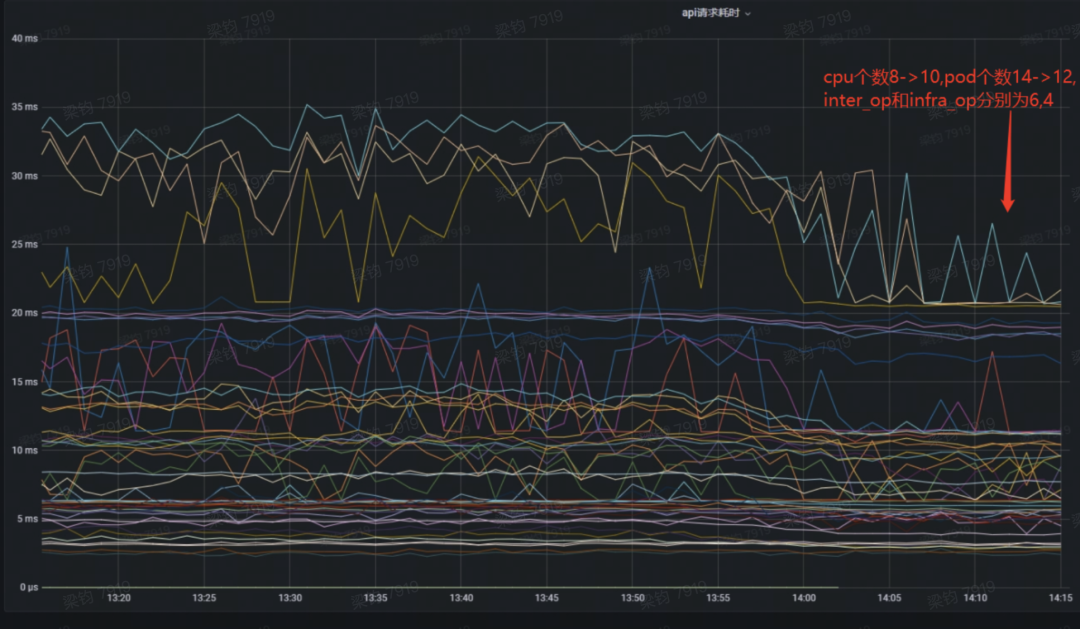 api请求耗时
40 ms
cpu个数8->10,pod个数14->12,
inter_op和infra_op分别为6,4
35 ms
30 ms
25 ms
20 ms
15 ms
10 ms
5 ms
0 μs
13:20 13:25 13:30 13:35 13:40 13:45 13:50 13:55 14:00 14:05 14:10 14:15
梁钧 7919